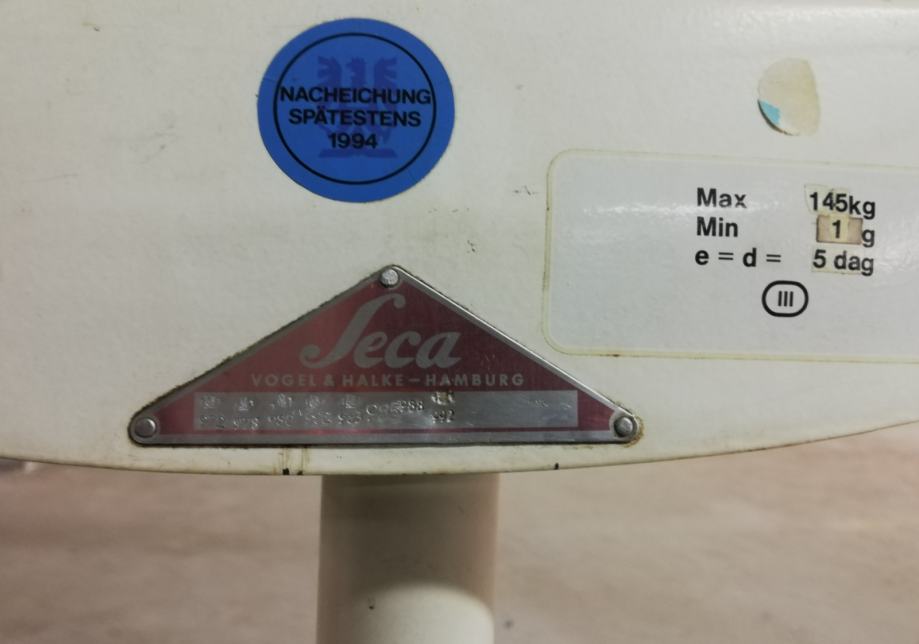 NACHEICHUNG
SPÄTESTENS
1994
Max 145kg
Min 1 g
e = d = 5 dag
III
Seca
VOGEL & HALKE – HAMBURG